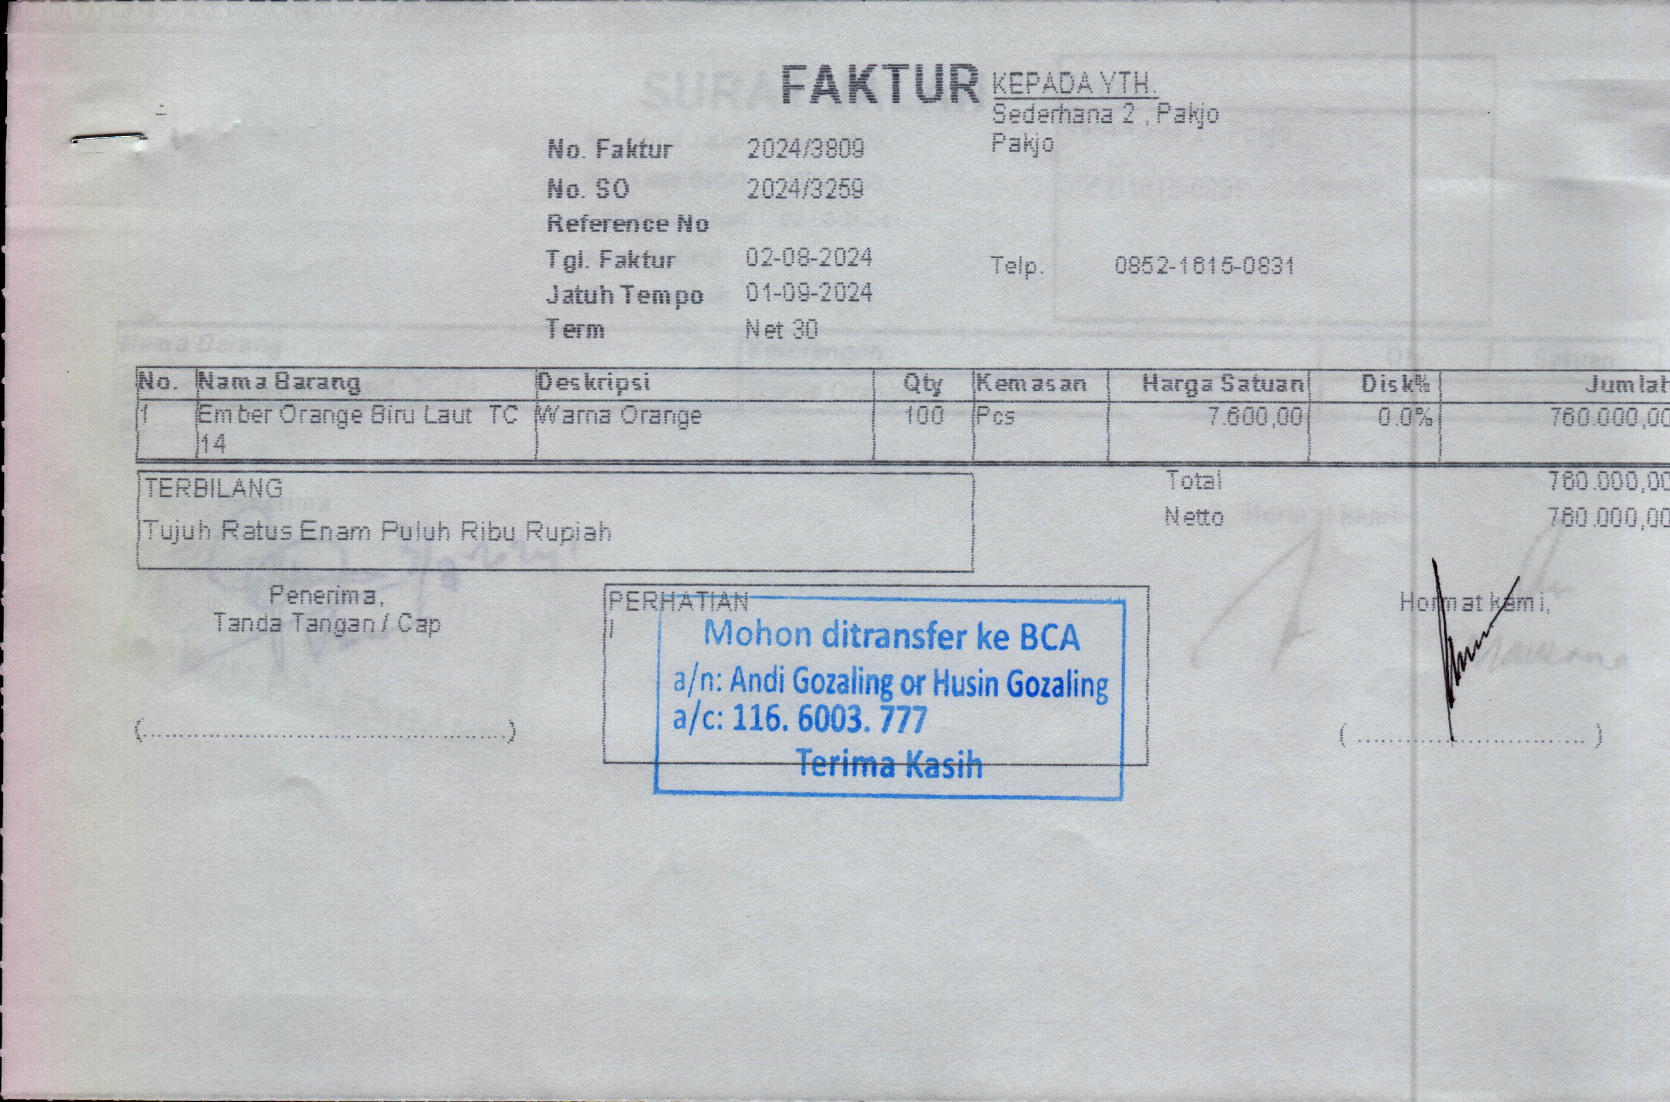 FAKTUR
KEPADA YTH.
Sederhana 2 , Pakjo
Pakjo
No. Faktur 2024/3809
No. SO 2024/3259
Reference No
Tgl. Faktur 02-08-2024
Telp. 0852-1615-0831
Jatuh Tempo 01-09-2024
Term Net 30
No. Nama Barang Deskripsi Qty Kemasan Harga Satuan Disk% Jumlah
1 Ember Orange Biru Laut TC Warna Orange 100 Pcs 7.600,00 0.0% 760.000,00
14
TERBILANG
Tujuh Ratus Enam Puluh Ribu Rupiah
Total 760.000,00
Netto 760.000,00
Penerima,
Tanda Tangan / Cap
PERHATIAN
Mohon ditransfer ke BCA
a/n: Andi Gozaling or Husin Gozaling
a/c: 116. 6003. 777
Terima Kasih
Hormat kami,